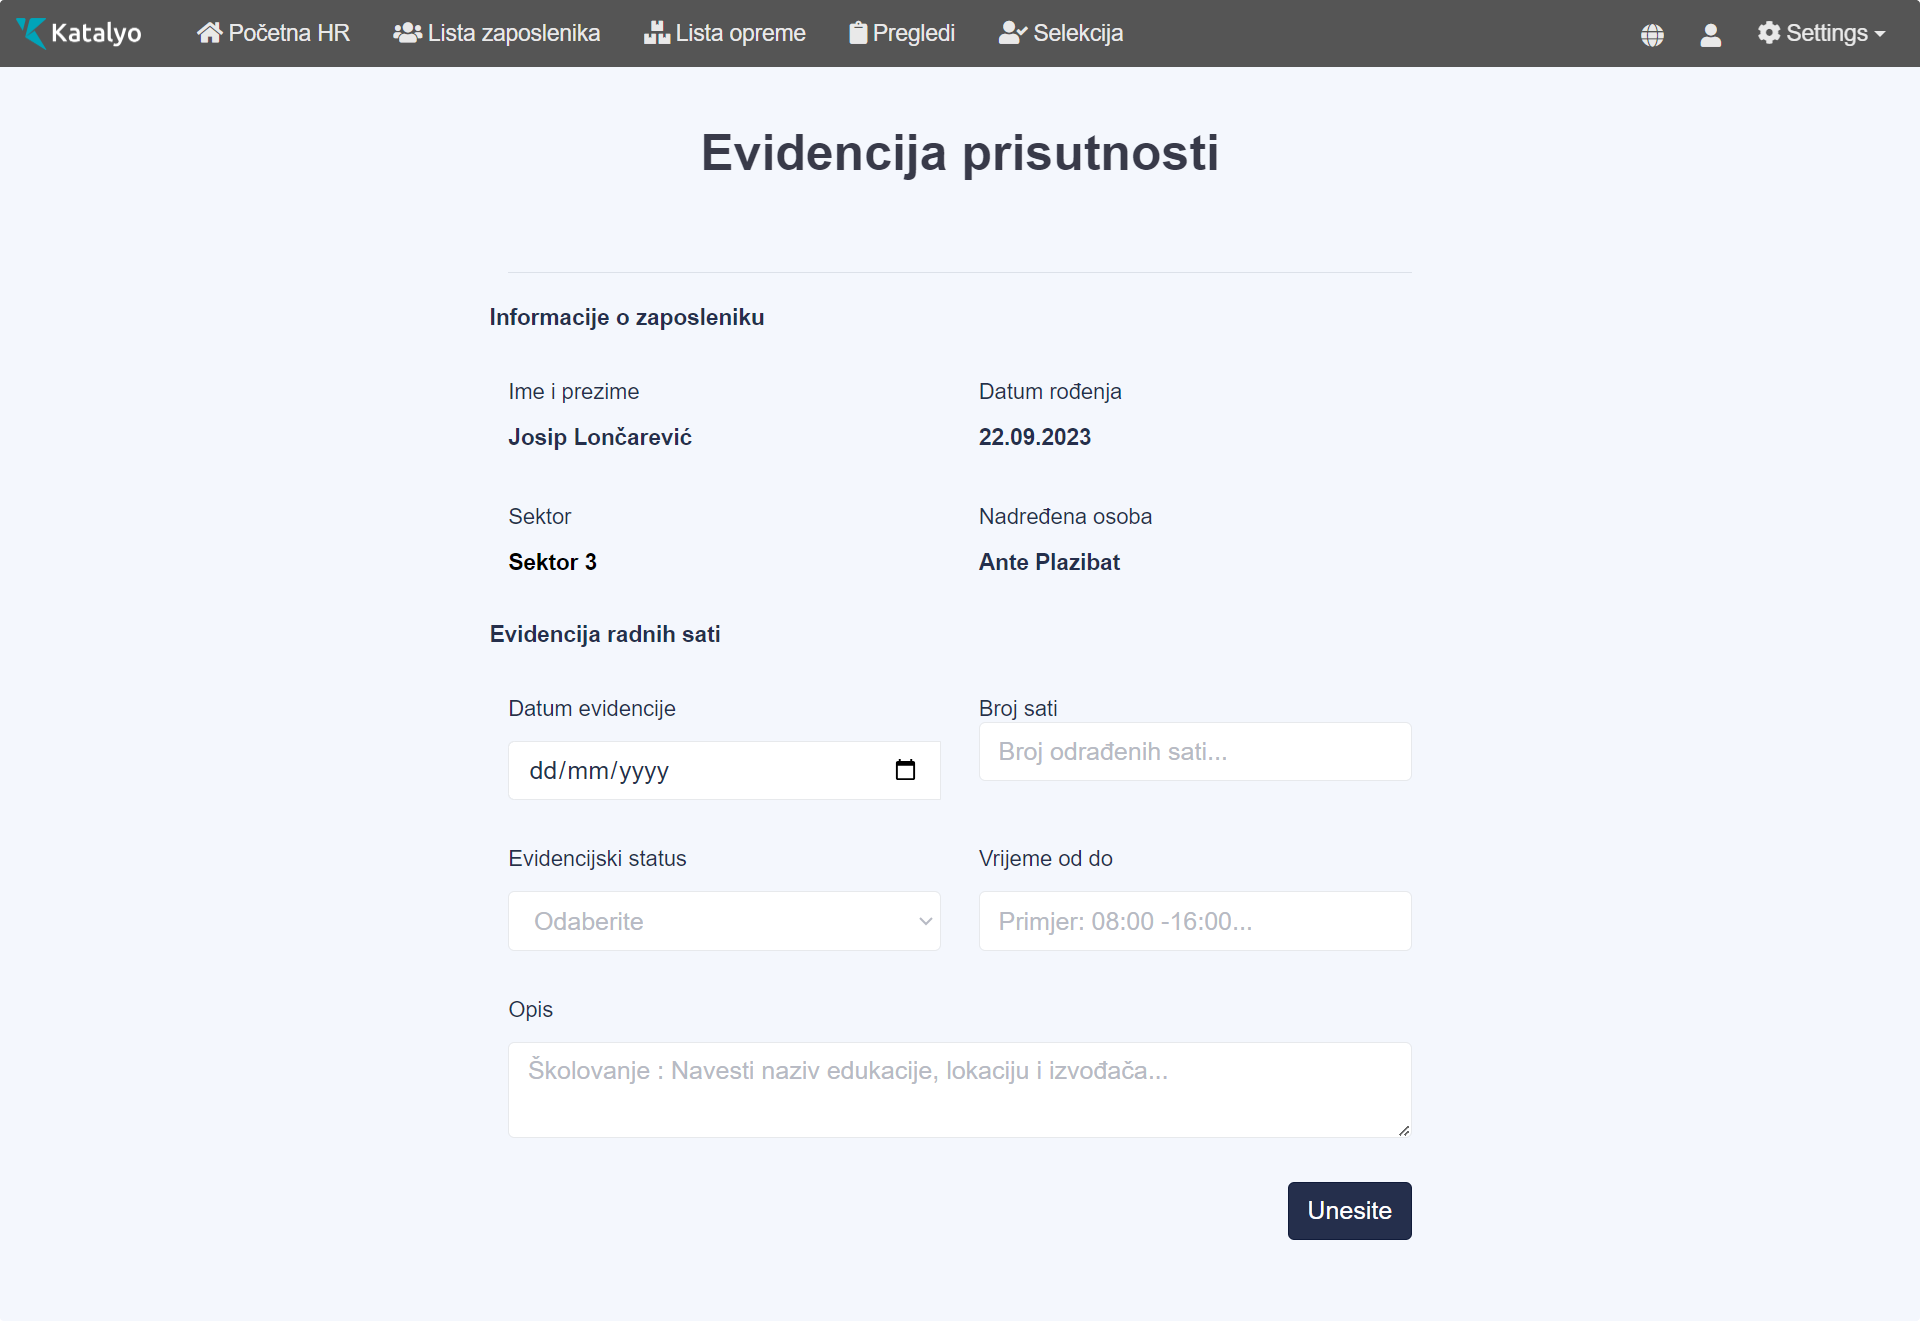 Katalyo Početna HR Lista zaposlenika Lista opreme Pregledi Selekcija Settings
Evidencija prisutnosti
Informacije o zaposleniku
Ime i prezime Datum rođenja
Josip Lončarević 22.09.2023
Sektor Nadređena osoba
Sektor 3 Ante Plazibat
Evidencija radnih sati
Datum evidencije Broj sati
dd/mm/yyyy Broj odrađenih sati...
Evidencijski status Vrijeme od do
Odaberite Primjer: 08:00 -16:00...
Opis
Školovanje : Navesti naziv edukacije, lokaciju i izvođača...
Unesite